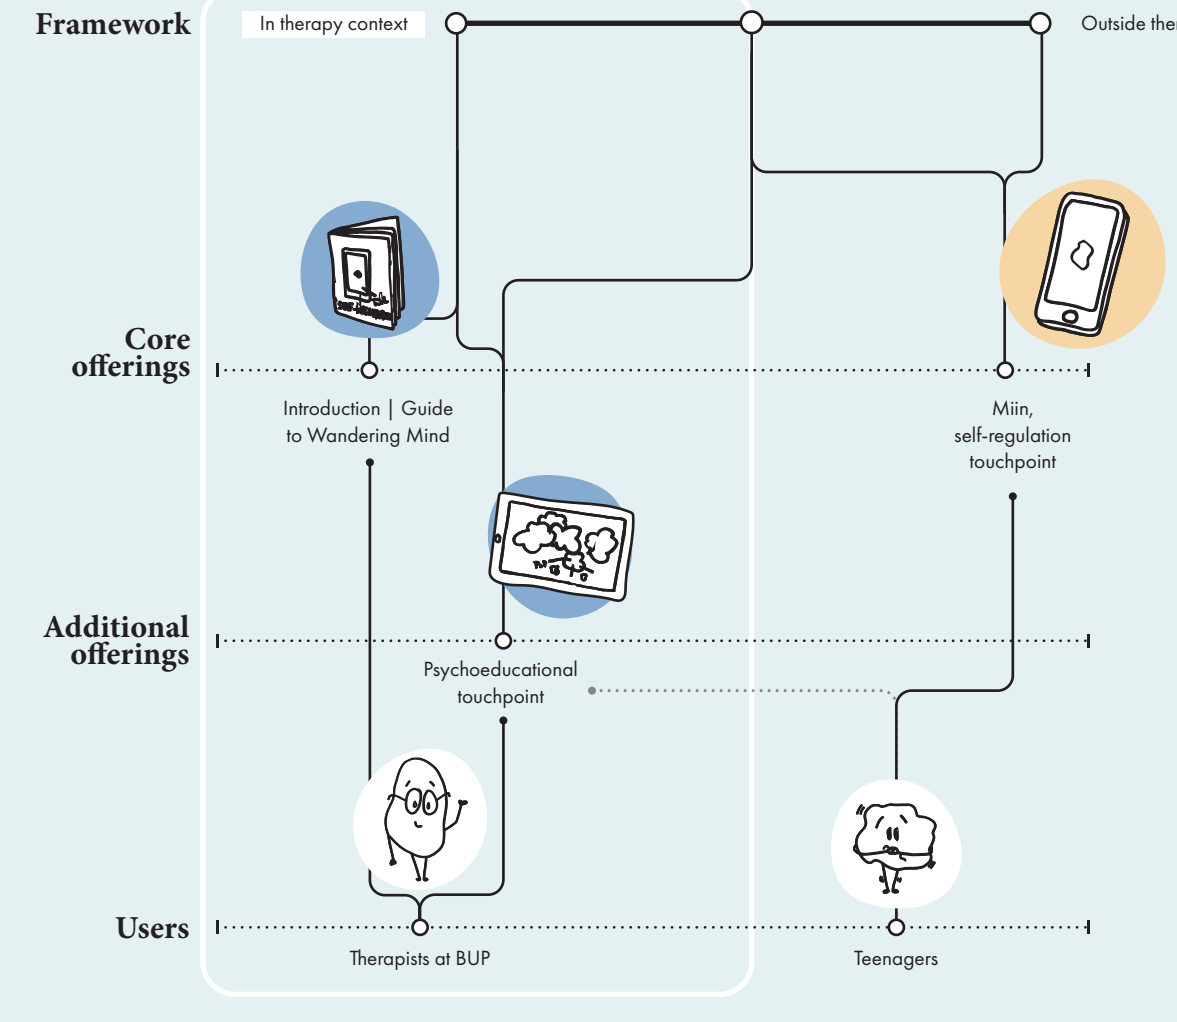 Framework
In therapy context
Outside ther
Core
offerings
Introduction | Guide
to Wandering Mind
Miin,
self-regulation
touchpoint
Additional
offerings
Psychoeducational
touchpoint
Users
Therapists at BUP
Teenagers